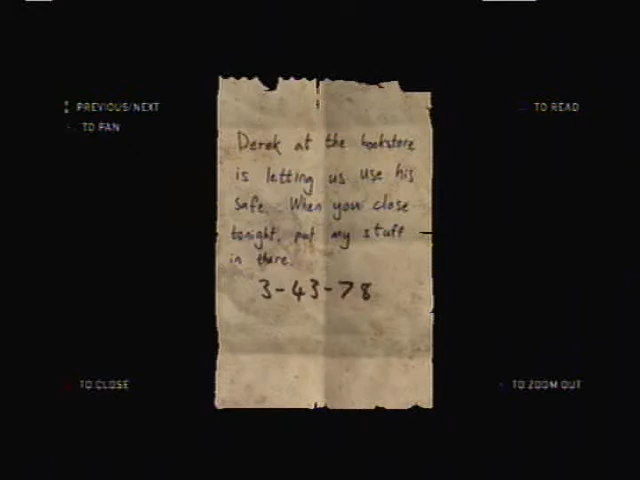 PREVIOUS/NEXT
TO PAN
TO READ
Derek at the bookstore
is letting us use his
safe. When you close
tonight, put my stuff
in there.
3-43-78
TO CLOSE
TO ZOOM OUT